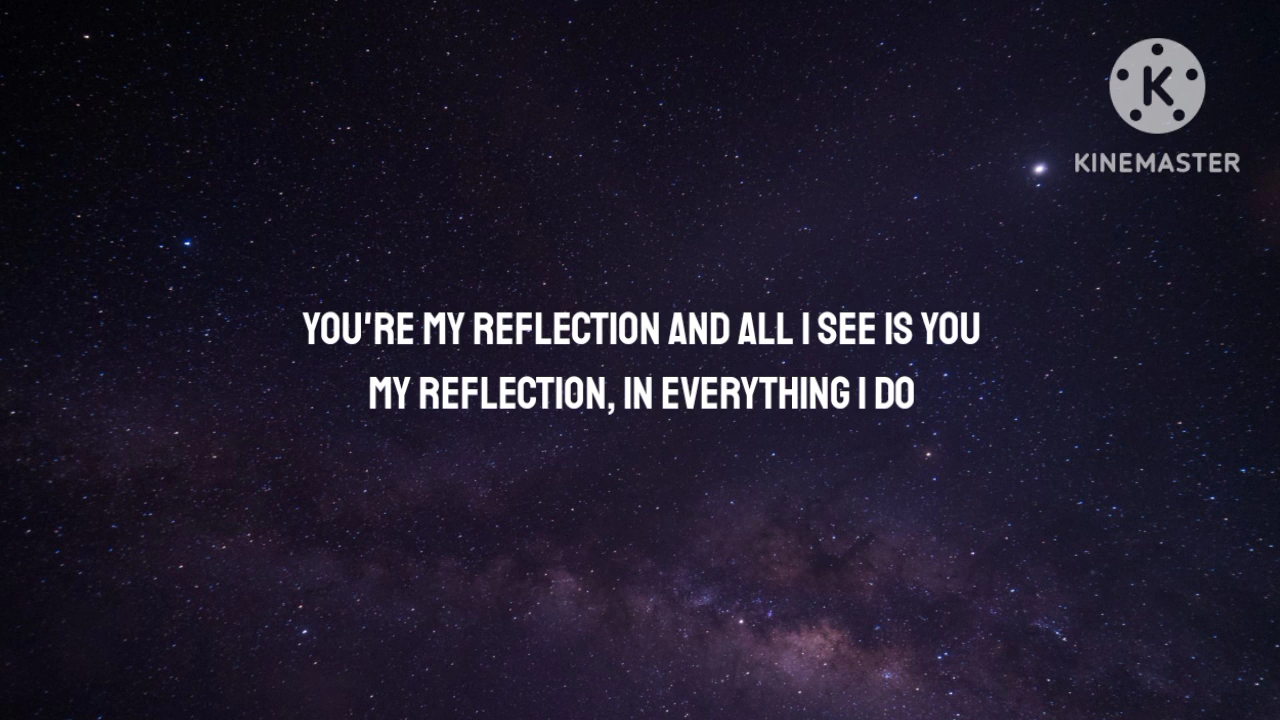 K
KINEMASTER
YOU'RE MY REFLECTION AND ALL I SEE IS YOU
MY REFLECTION, IN EVERYTHING I DO